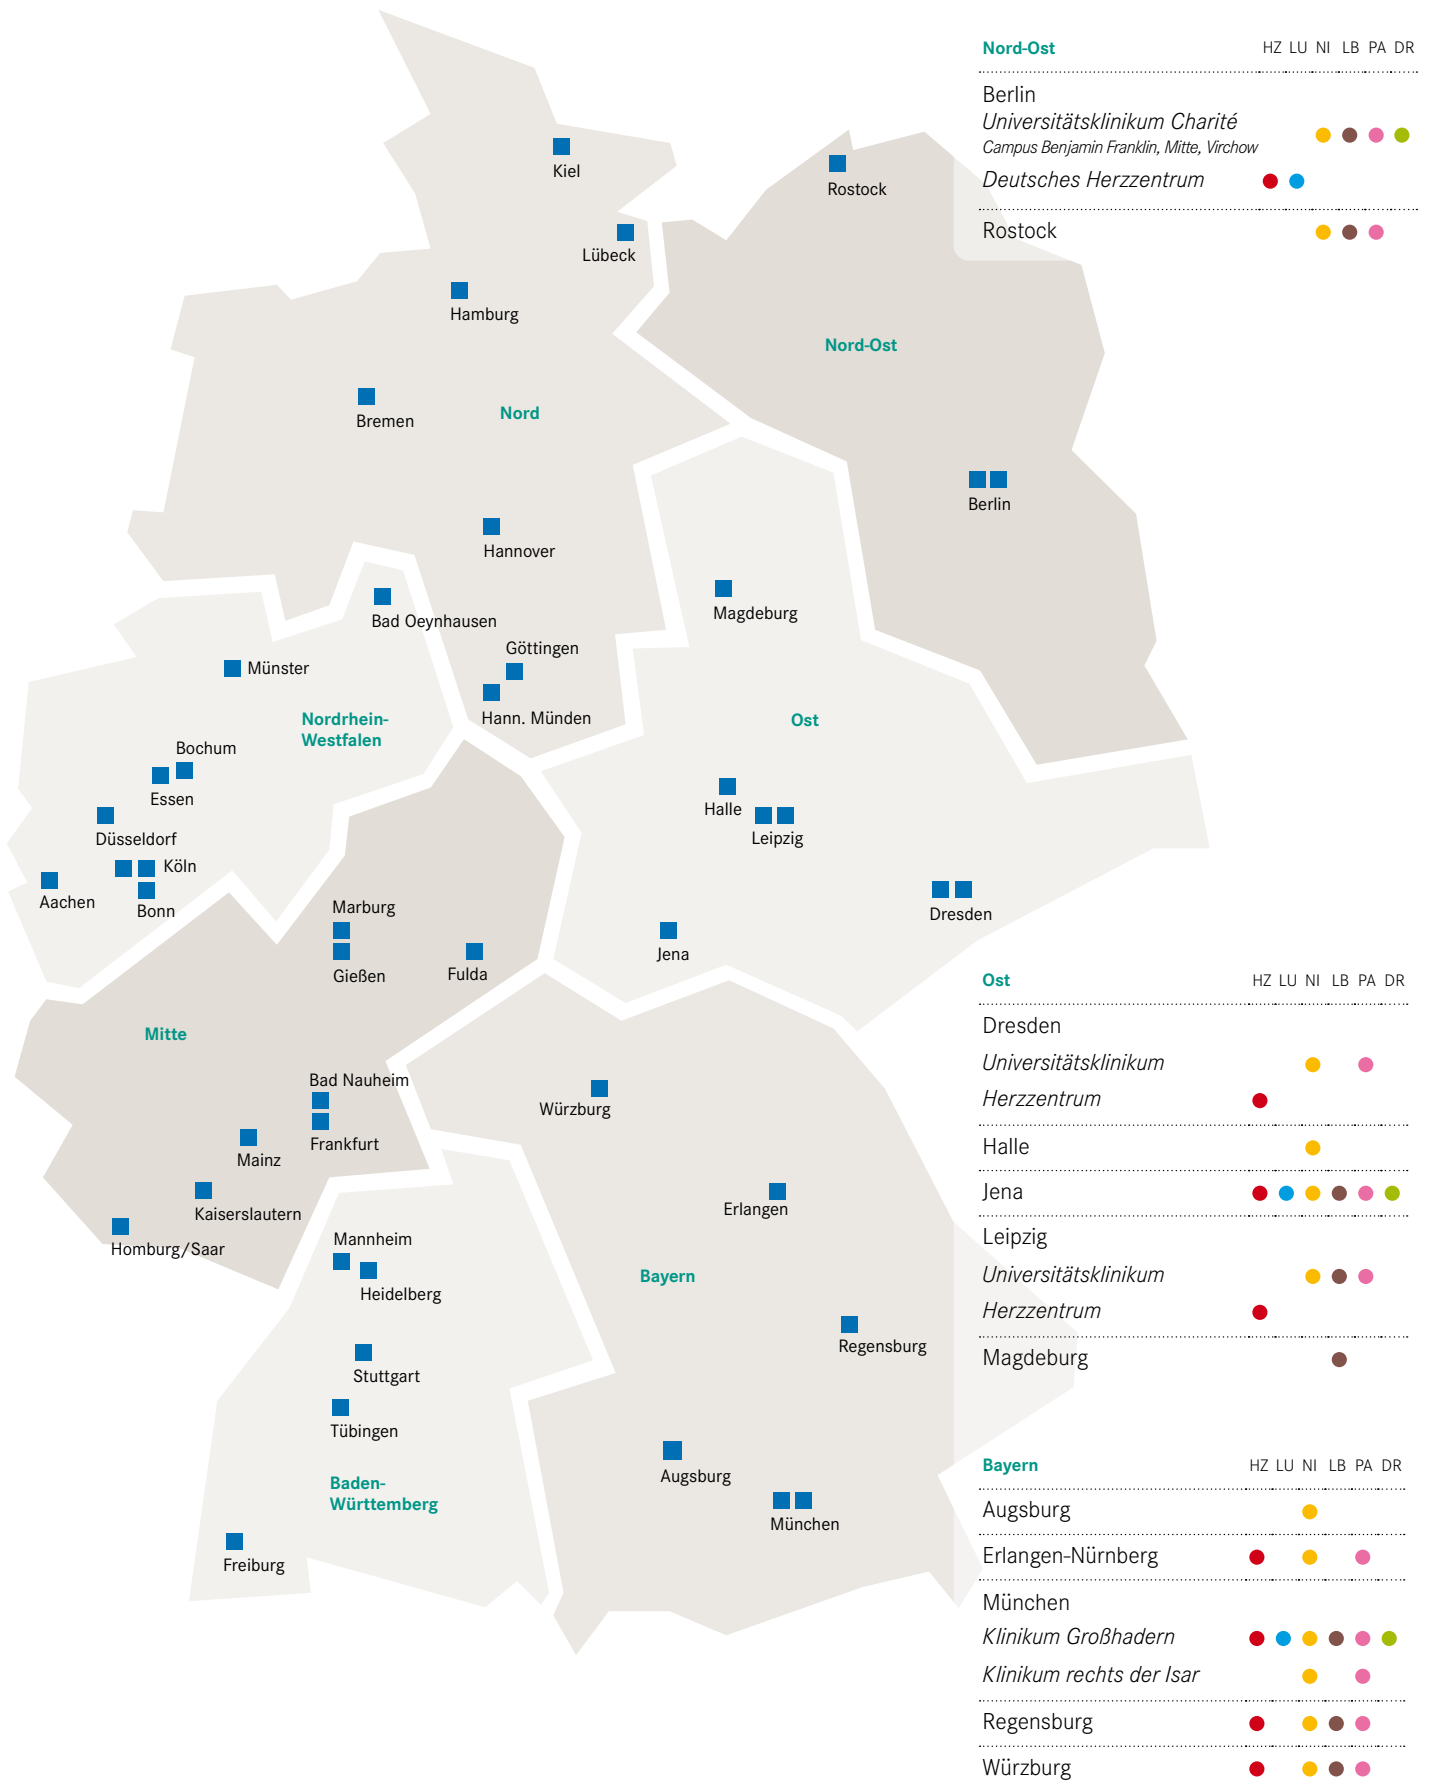 Kiel
Rostock
Lübeck
Hamburg
Nord-Ost
Bremen
Nord
Berlin
Hannover
Magdeburg
Bad Oeynhausen
Göttingen
Münster
Hann. Münden
Nordrhein-
Westfalen
Ost
Bochum
Essen
Halle
Düsseldorf
Leipzig
Köln
Aachen
Bonn
Marburg
Dresden
Jena
Gießen
Fulda
Mitte
Bad Nauheim
Würzburg
Frankfurt
Mainz
Kaiserslautern
Erlangen
Homburg/Saar
Mannheim
Bayern
Heidelberg
Regensburg
Stuttgart
Tübingen
Augsburg
Baden-
Württemberg
München
Freiburg
Nord-Ost HZ LU NI LB PA DR
Berlin
Universitätsklinikum Charité
Campus Benjamin Franklin, Mitte, Virchow
Deutsches Herzzentrum
Rostock
Ost HZ LU NI LB PA DR
Dresden
Universitätsklinikum
Herzzentrum
Halle
Jena
Leipzig
Universitätsklinikum
Herzzentrum
Magdeburg
Bayern HZ LU NI LB PA DR
Augsburg
Erlangen-Nürnberg
München
Klinikum Großhadern
Klinikum rechts der Isar
Regensburg
Würzburg